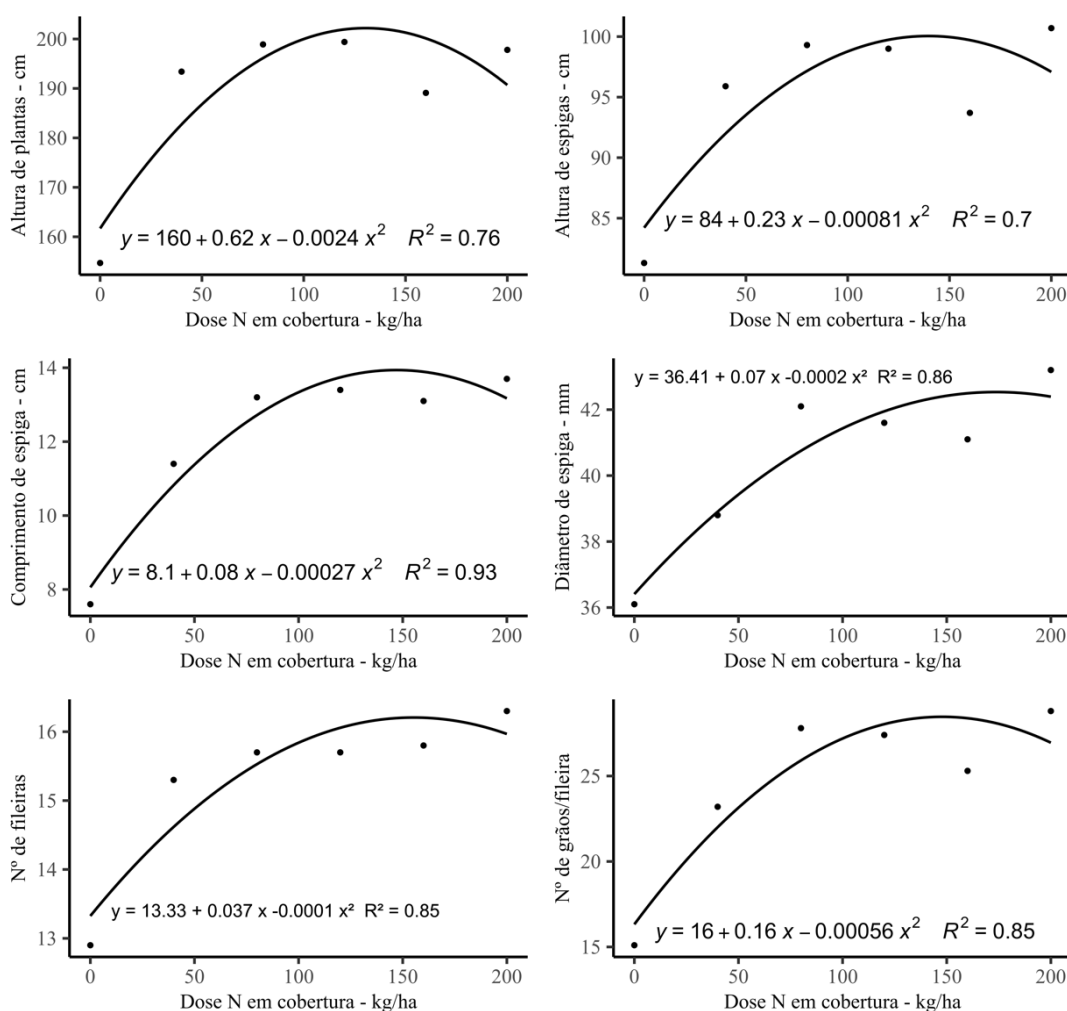 Altura de plantas - cm
200
190
180
170
160
y = 160 + 0.62 x − 0.0024 x² R² = 0.76
0 50 100 150 200
Dose N em cobertura - kg/ha
Altura de espigas - cm
100
95
90
85
y = 84 + 0.23 x − 0.00081 x² R² = 0.7
0 50 100 150 200
Dose N em cobertura - kg/ha
Comprimento de espiga - cm
14
12
10
8
y = 8.1 + 0.08 x − 0.00027 x² R² = 0.93
0 50 100 150 200
Dose N em cobertura - kg/ha
Diâmetro de espiga - mm
y = 36.41 + 0.07 x -0.0002 x² R² = 0.86
42
40
38
36
0 50 100 150 200
Dose N em cobertura - kg/ha
Nº de fileiras
16
15
14
13
y = 13.33 + 0.037 x -0.0001 x² R² = 0.85
0 50 100 150 200
Dose N em cobertura - kg/ha
Nº de grãos/fileira
25
20
15
y = 16 + 0.16 x − 0.00056 x² R² = 0.85
0 50 100 150 200
Dose N em cobertura - kg/ha